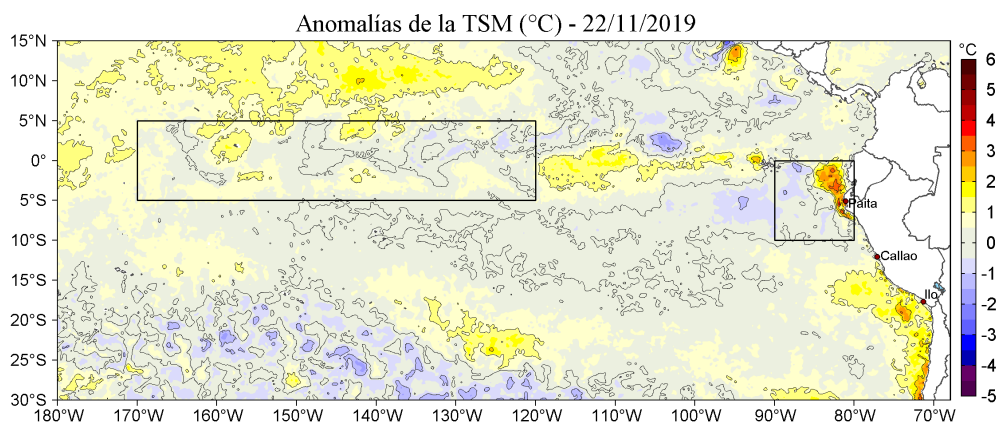 Anomalías de la TSM (°C) - 22/11/2019
15°N
10°N
5°N
0°
5°S
10°S
15°S
20°S
25°S
30°S
180°W
170°W
160°W
150°W
140°W
130°W
120°W
110°W
100°W
90°W
80°W
70°W
Paita
Callao
Ilo
°C
6
5
4
3
2
1
0
-1
-2
-3
-4
-5